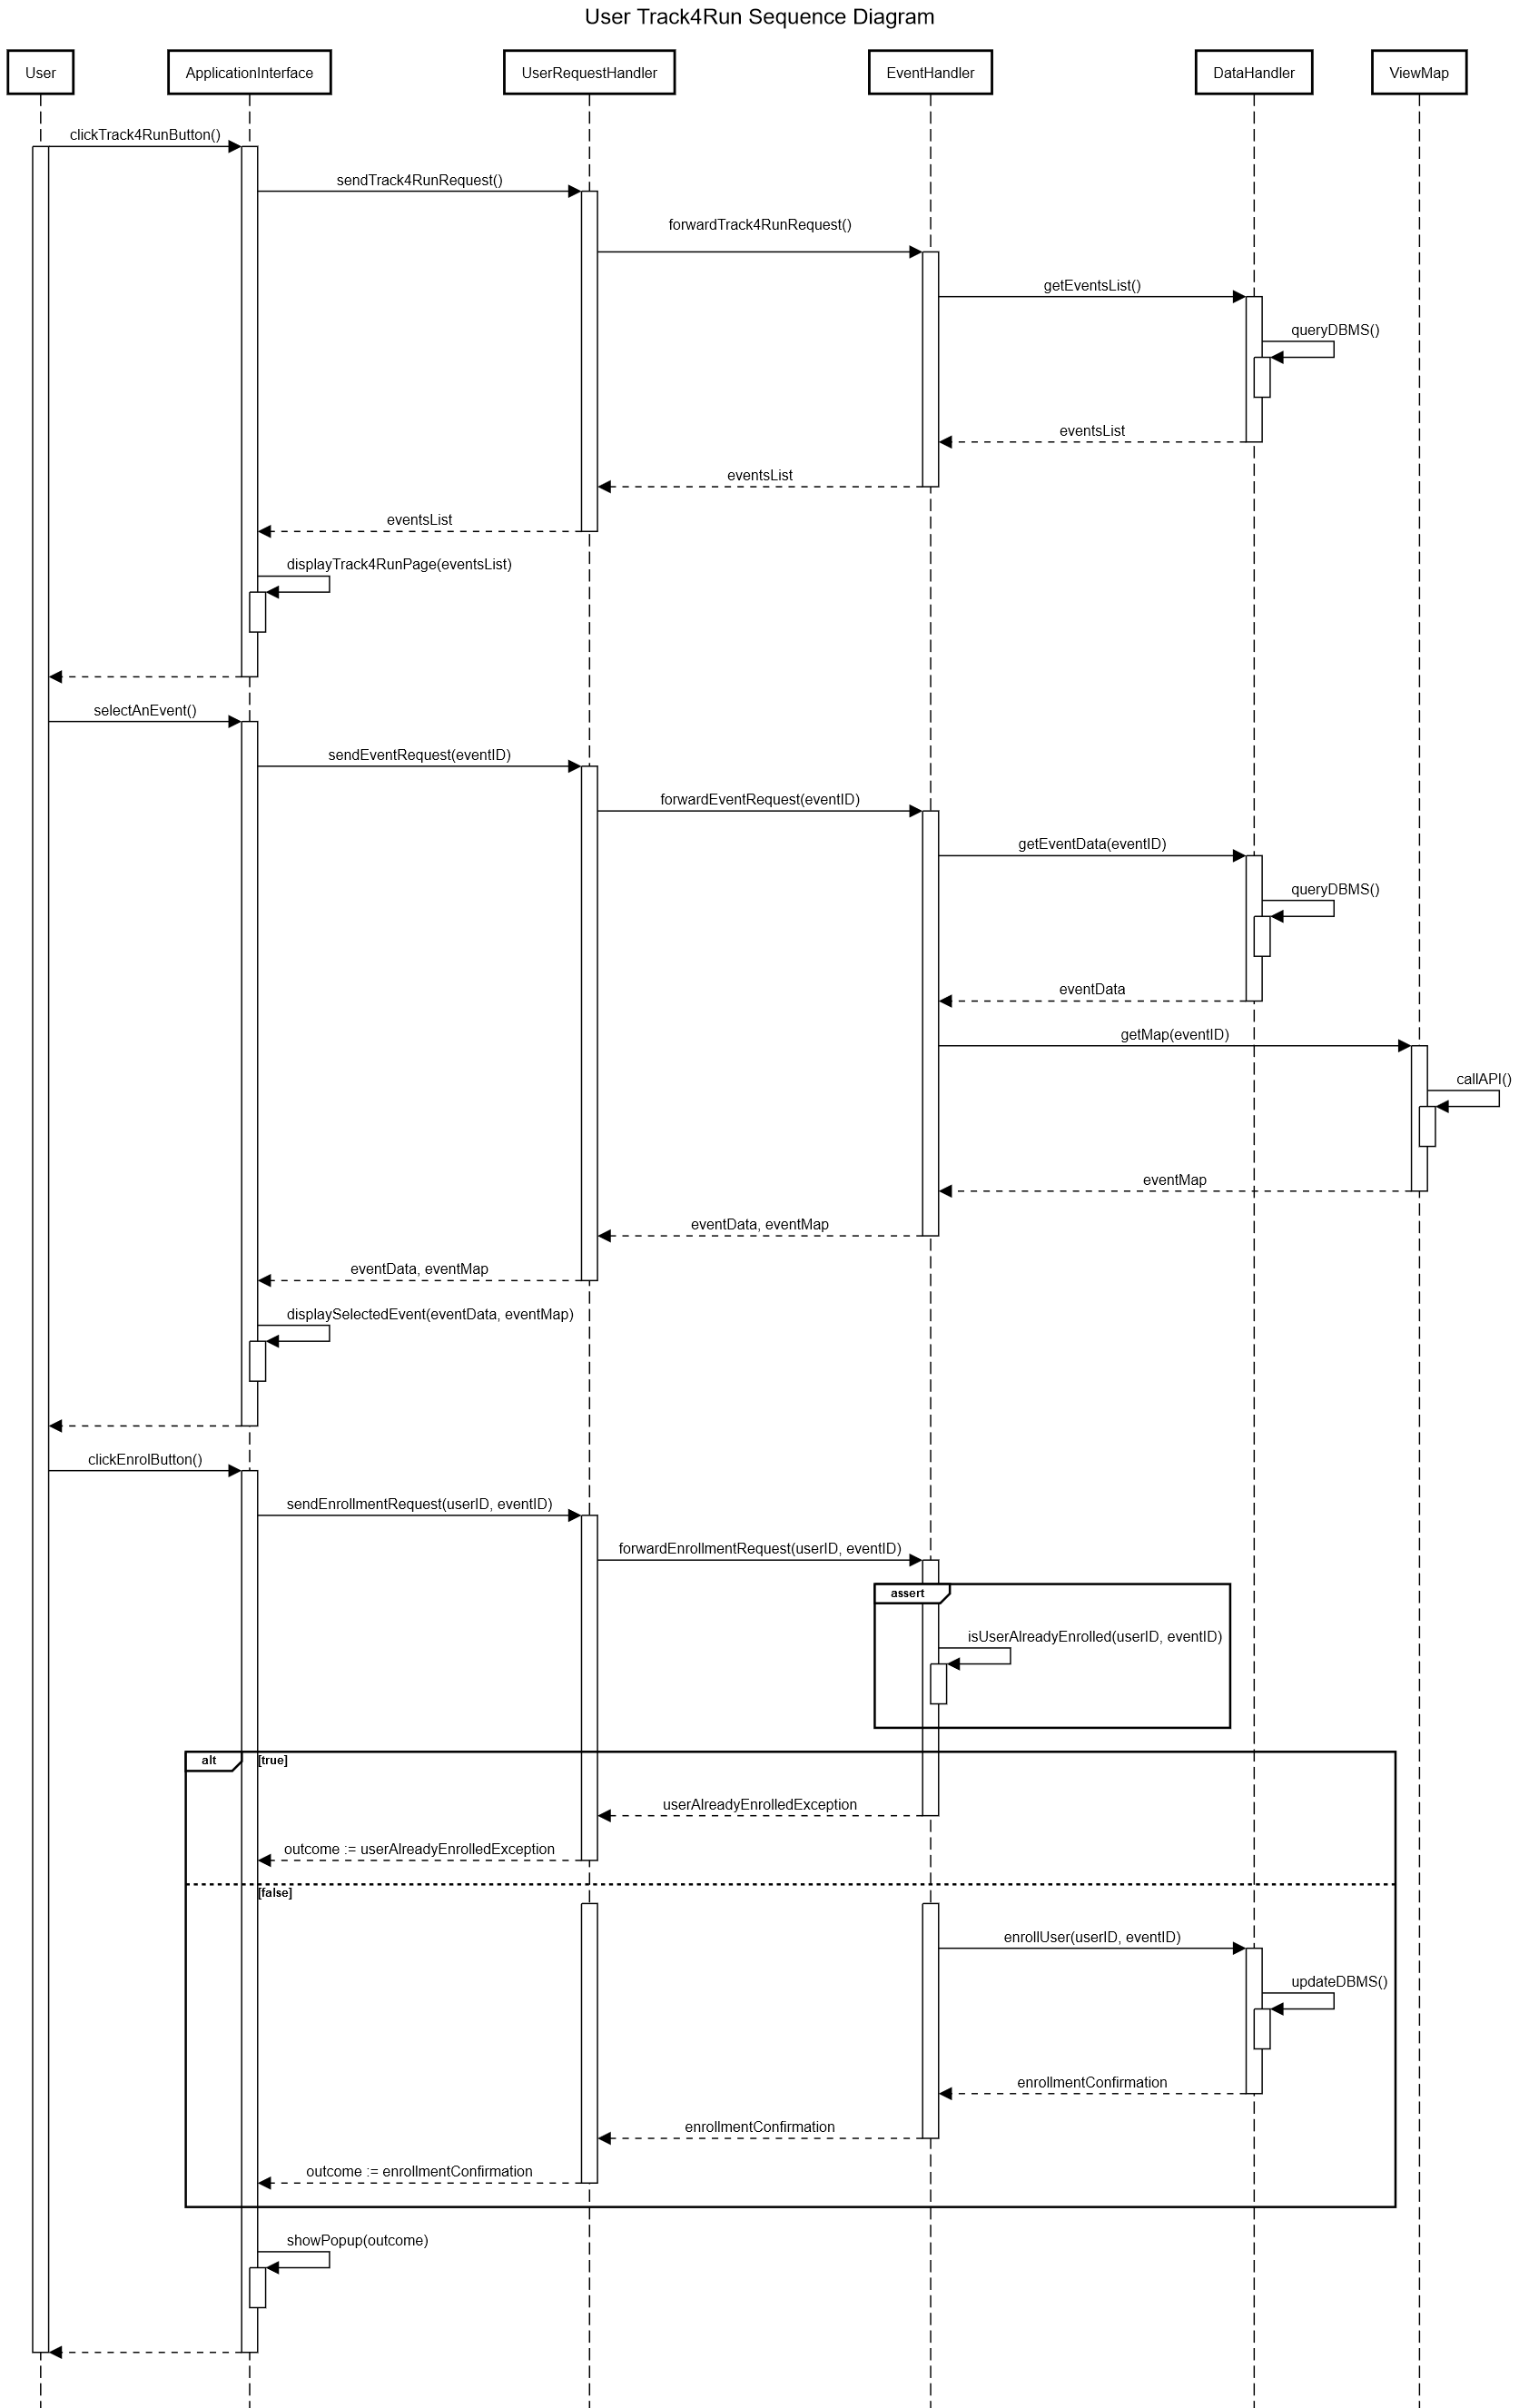 User Track4Run Sequence Diagram
User
ApplicationInterface
UserRequestHandler
EventHandler
DataHandler
ViewMap
clickTrack4RunButton()
sendTrack4RunRequest()
forwardTrack4RunRequest()
getEventsList()
queryDBMS()
eventsList
eventsList
eventsList
displayTrack4RunPage(eventsList)
selectAnEvent()
sendEventRequest(eventID)
forwardEventRequest(eventID)
getEventData(eventID)
queryDBMS()
eventData
getMap(eventID)
callAPI()
eventMap
eventData, eventMap
eventData, eventMap
displaySelectedEvent(eventData, eventMap)
clickEnrolButton()
sendEnrollmentRequest(userID, eventID)
forwardEnrollmentRequest(userID, eventID)
assert
isUserAlreadyEnrolled(userID, eventID)
alt [true]
userAlreadyEnrolledException
outcome := userAlreadyEnrolledException
[false]
enrollUser(userID, eventID)
updateDBMS()
enrollmentConfirmation
enrollmentConfirmation
outcome := enrollmentConfirmation
showPopup(outcome)